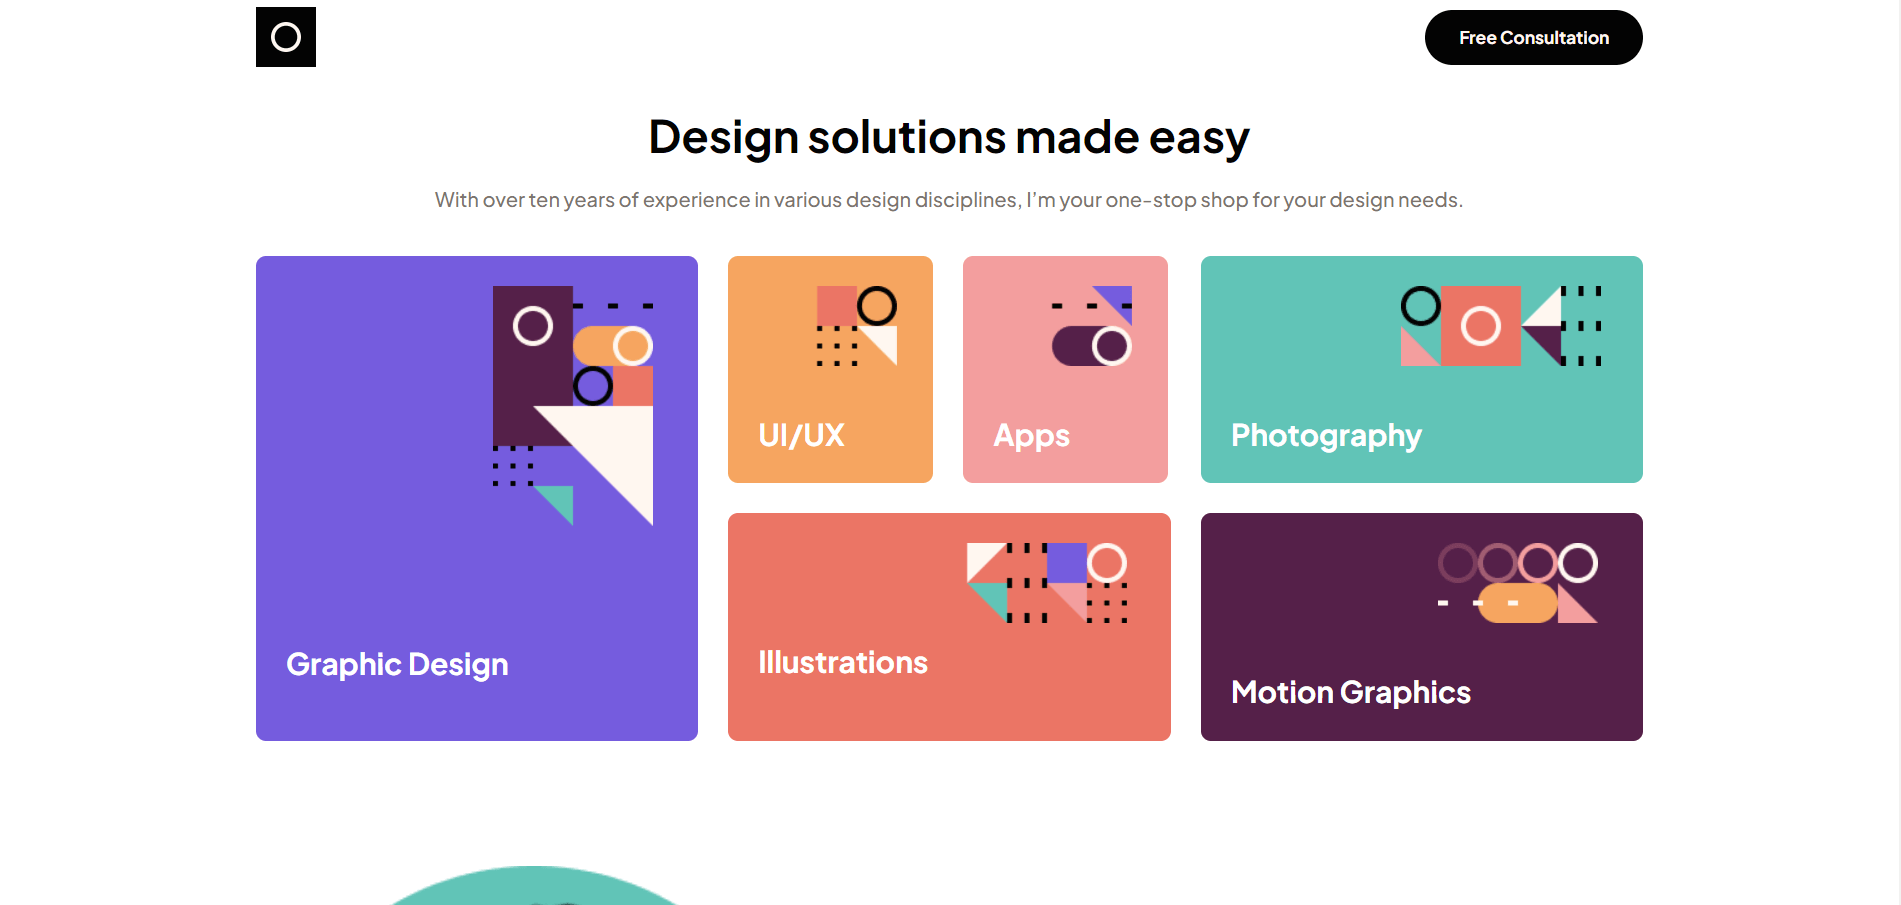 Free Consultation
Design solutions made easy
With over ten years of experience in various design disciplines, I’m your one-stop shop for your design needs.
Graphic Design
UI/UX
Apps
Photography
Illustrations
Motion Graphics